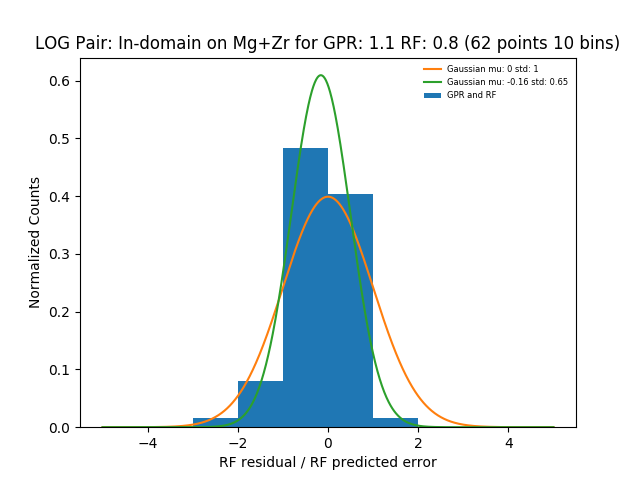 LOG Pair: In-domain on Mg+Zr for GPR: 1.1 RF: 0.8 (62 points 10 bins)
Gaussian mu: 0 std: 1
Gaussian mu: -0.16 std: 0.65
GPR and RF
Normalized Counts
0.6
0.5
0.4
0.3
0.2
0.1
0.0
−4
−2
0
2
4
RF residual / RF predicted error